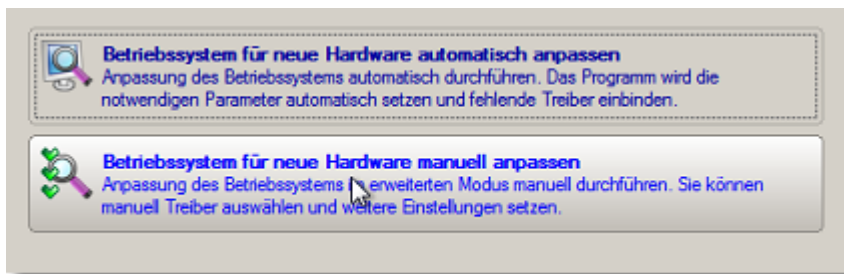 Betriebssystem für neue Hardware automatisch anpassen
Anpassung des Betriebssystems automatisch durchführen. Das Programm wird die
notwendigen Parameter automatisch setzen und fehlende Treiber einbinden.
Betriebssystem für neue Hardware manuell anpassen
Anpassung des Betriebssystems im erweiterten Modus manuell durchführen. Sie können
manuell Treiber auswählen und weitere Einstellungen setzen.